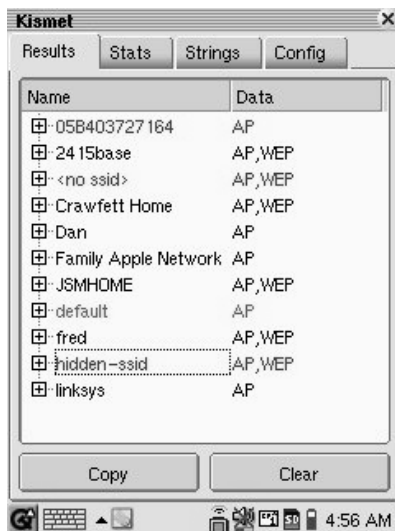 Kismet
Results Stats Strings Config
Name Data
05B403727164 AP
2415base AP,WEP
<no ssid> AP,WEP
Crawfett Home AP,WEP
Dan AP
Family Apple Network AP
JSMHOME AP,WEP
default AP
fred AP,WEP
hidden-ssid AP,WEP
linksys AP
Copy Clear
4:56 AM